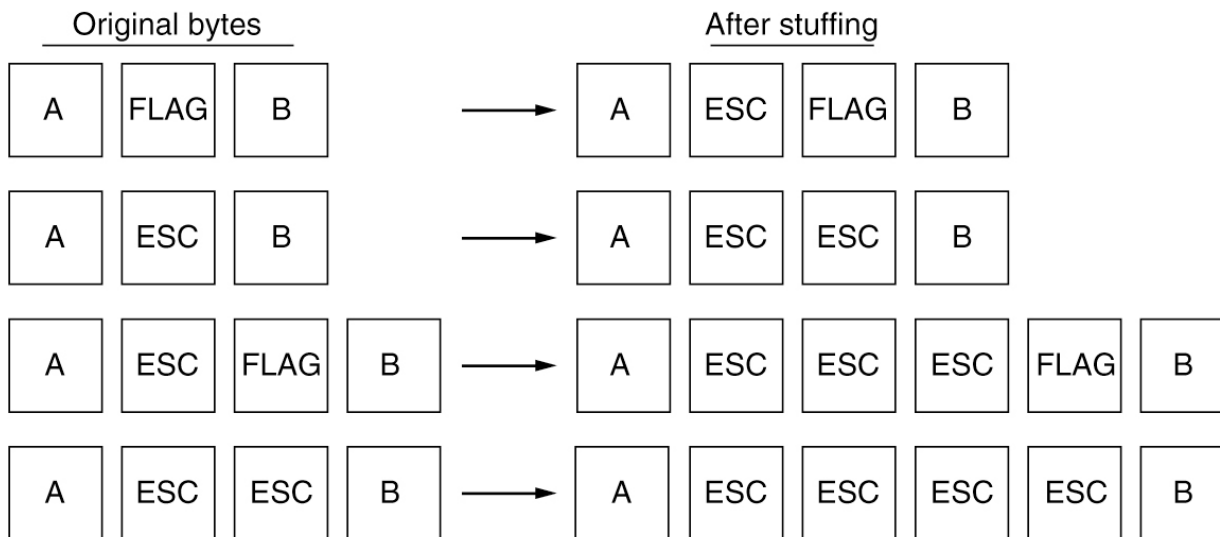 Original bytes After stuffing
A FLAG B A ESC FLAG B
A ESC B A ESC ESC B
A ESC FLAG B A ESC ESC ESC FLAG B
A ESC ESC B A ESC ESC ESC ESC B